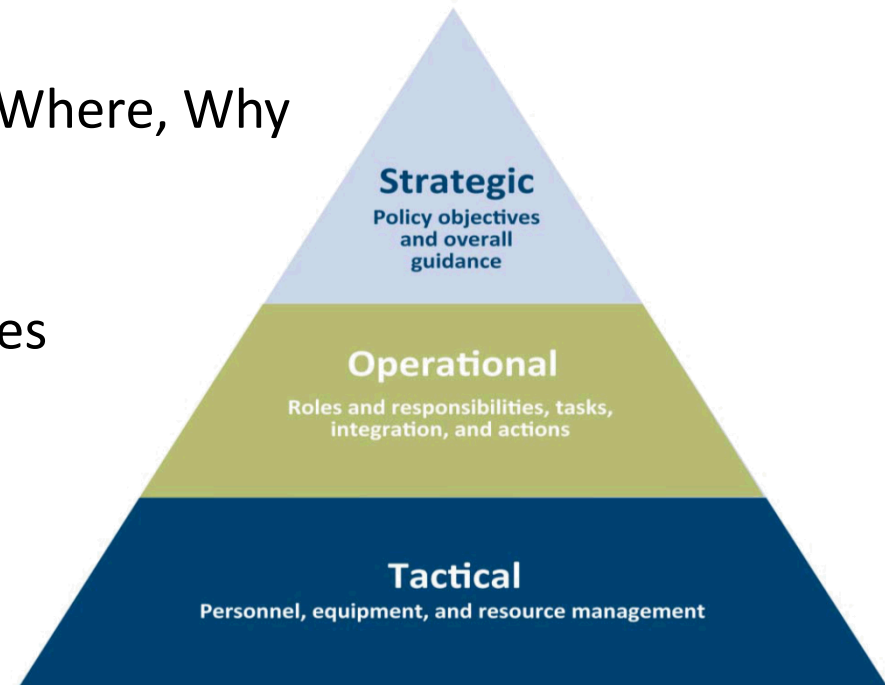 Where, Why
Strategic
Policy objectives
and overall
guidance
es
Operational
Roles and responsibilities, tasks,
integration, and actions
Tactical
Personnel, equipment, and resource management